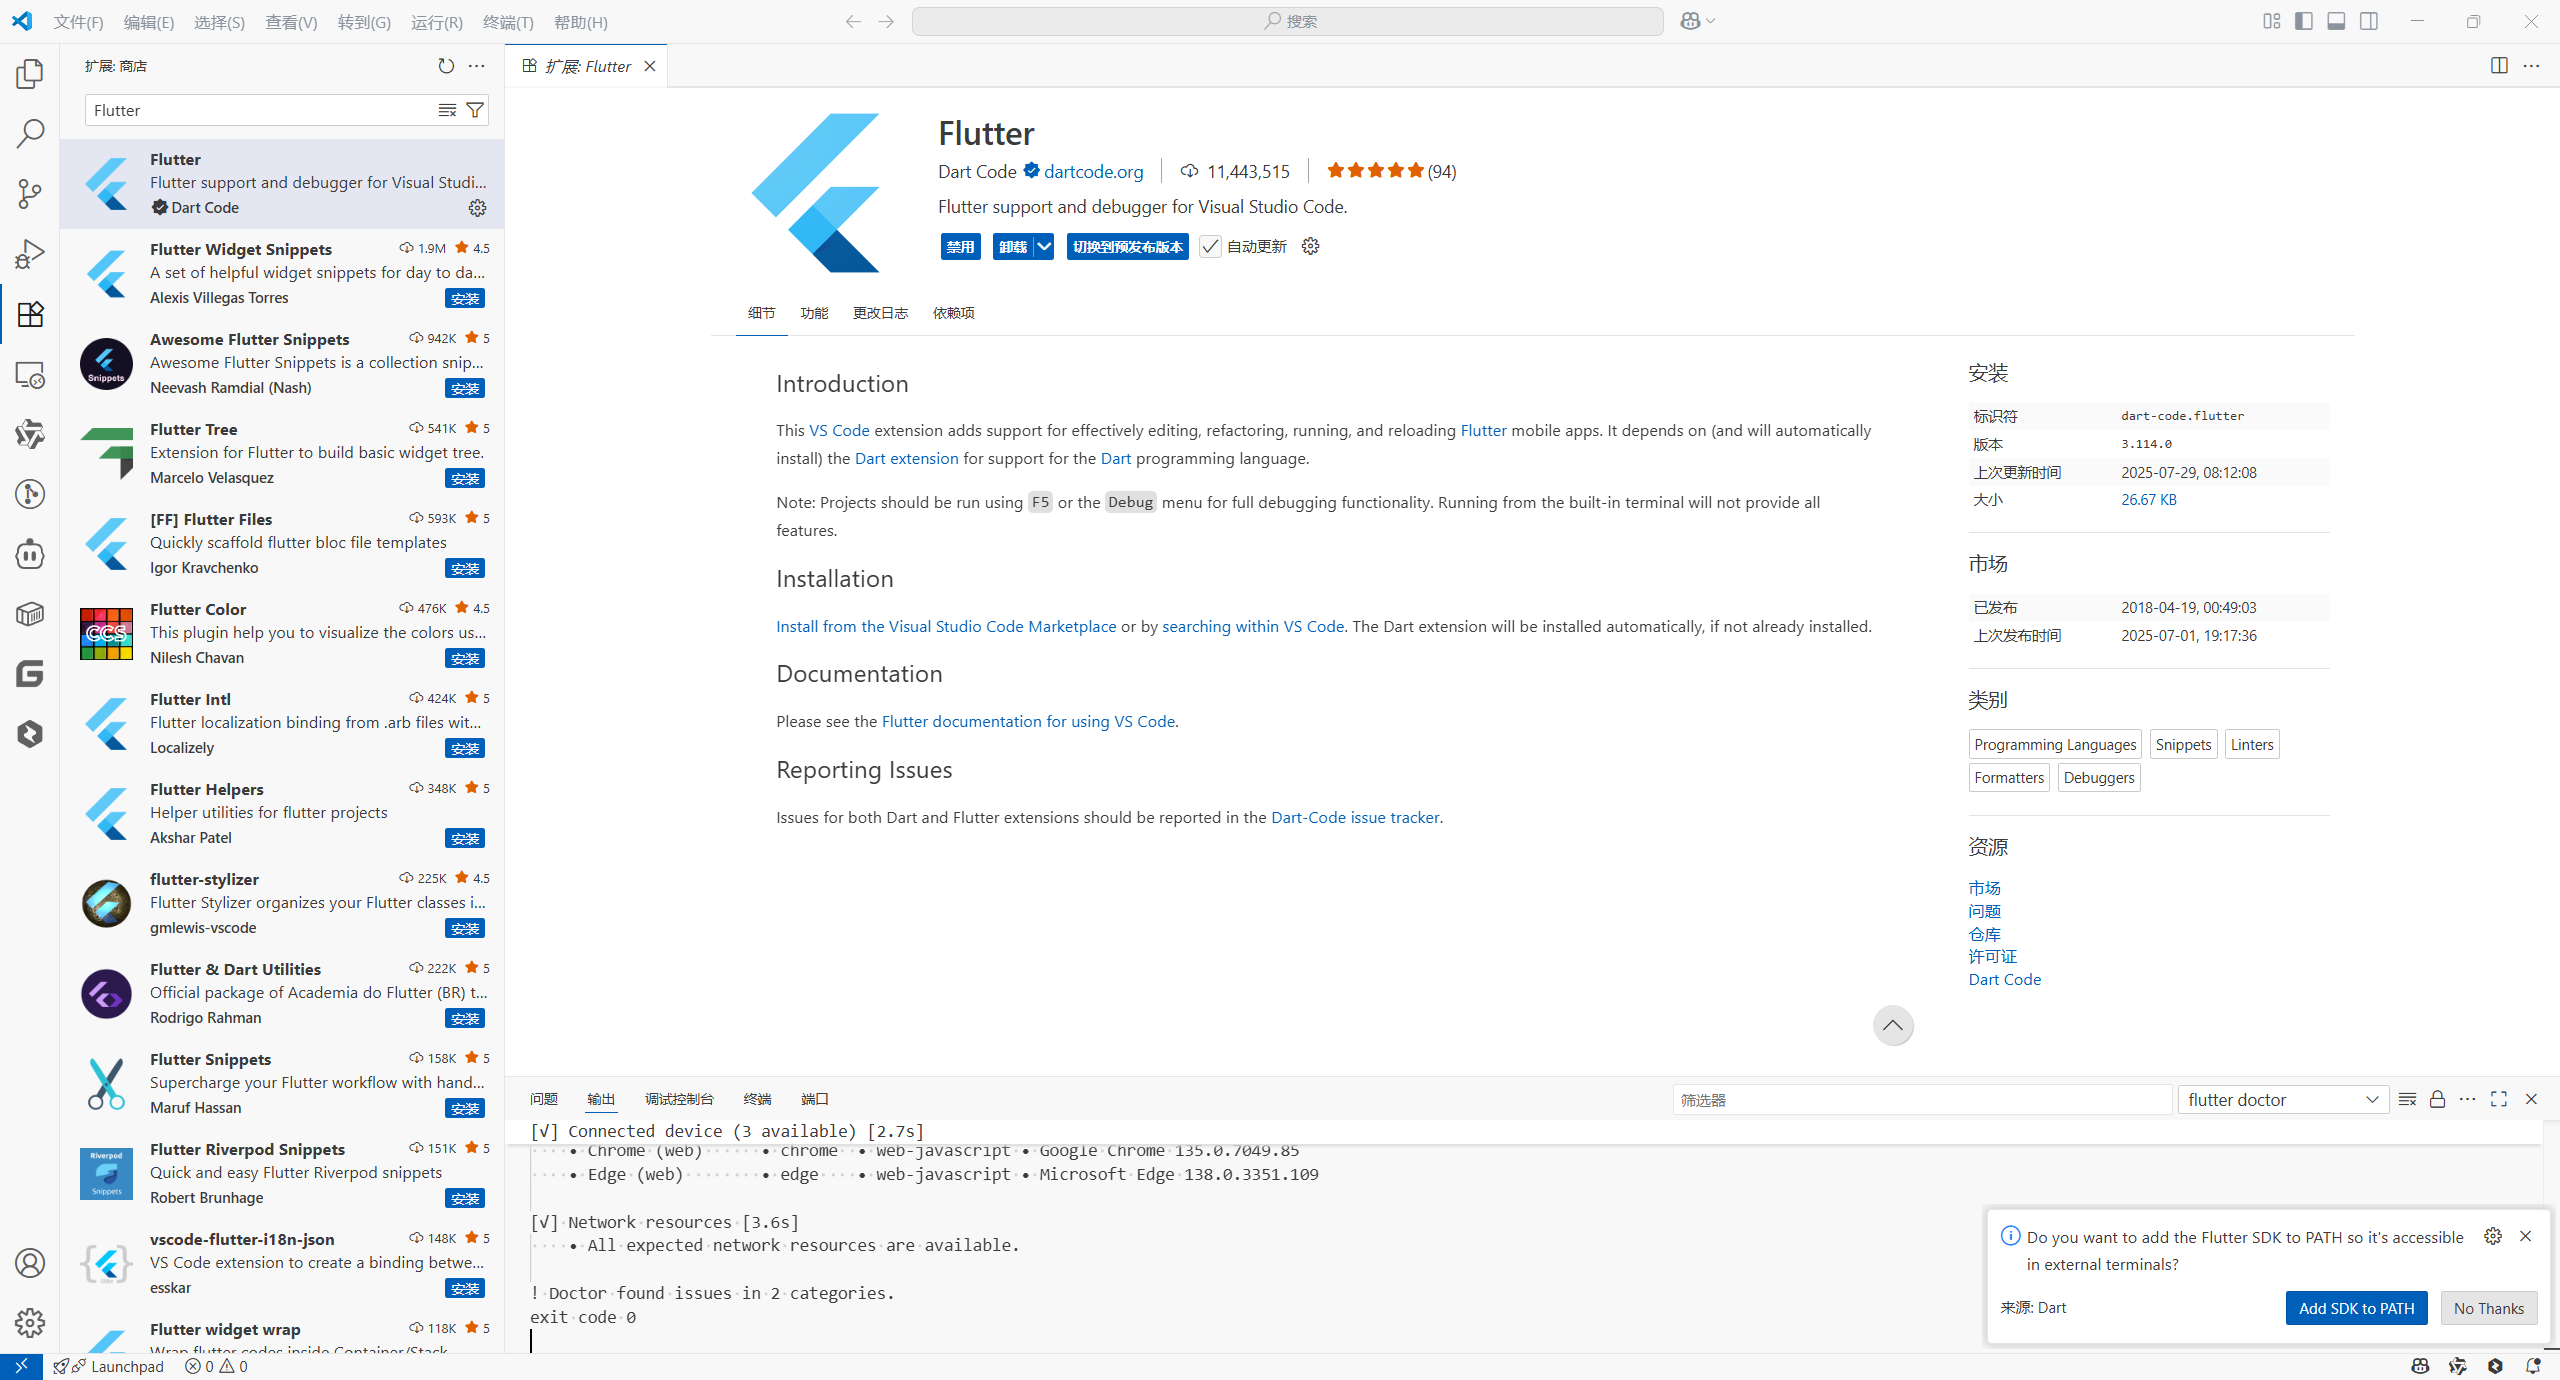 文件(F) 编辑(E) 选择(S) 查看(V) 转到(G) 运行(R) 终端(T) 帮助(H)
搜索
扩展: 商店
Flutter
Flutter
Flutter support and debugger for Visual Studi...
Dart Code
Flutter Widget Snippets 1.9M 4.5
A set of helpful widget snippets for day to da...
Alexis Villegas Torres 安装
Awesome Flutter Snippets 942K 5
Awesome Flutter Snippets is a collection snip...
Neevash Ramdial (Nash) 安装
Snippets
Flutter Tree 541K 5
Extension for Flutter to build basic widget tree.
Marcelo Velasquez 安装
[FF] Flutter Files 593K 5
Quickly scaffold flutter bloc file templates
Igor Kravchenko 安装
Flutter Color 476K 4.5
CCS
This plugin help you to visualize the colors us...
Nilesh Chavan 安装
Flutter Intl 424K 5
Flutter localization binding from .arb files wit...
Localizely 安装
Flutter Helpers 348K 5
Helper utilities for flutter projects
Akshar Patel 安装
flutter-stylizer 225K 4.5
Flutter Stylizer organizes your Flutter classes i...
gmlewis-vscode 安装
Flutter & Dart Utilities 222K 5
Official package of Academia do Flutter (BR) t...
Rodrigo Rahman 安装
Flutter Snippets 158K 5
Supercharge your Flutter workflow with hand...
Maruf Hassan 安装
Flutter Riverpod Snippets 151K 5
Riverpod
Quick and easy Flutter Riverpod snippets
Snippets
Robert Brunhage 安装
vscode-flutter-i18n-json 148K 5
VS Code extension to create a binding betwe...
esskar 安装
Flutter widget wrap 118K 5
Wrap flutter codes inside Container/Stack
扩展: Flutter
Flutter
Dart Code dartcode.org 11,443,515 (94)
Flutter support and debugger for Visual Studio Code.
禁用 卸载 切换到预发布版本 自动更新
细节 功能 更改日志 依赖项
Introduction
This VS Code extension adds support for effectively editing, refactoring, running, and reloading Flutter mobile apps. It depends on (and will automatically
install) the Dart extension for support for the Dart programming language.
Note: Projects should be run using F5 or the Debug menu for full debugging functionality. Running from the built-in terminal will not provide all
features.
Installation
Install from the Visual Studio Code Marketplace or by searching within VS Code. The Dart extension will be installed automatically, if not already installed.
Documentation
Please see the Flutter documentation for using VS Code.
Reporting Issues
Issues for both Dart and Flutter extensions should be reported in the Dart-Code issue tracker.
安装
标识符 dart-code.flutter
版本 3.114.0
上次更新时间 2025-07-29, 08:12:08
大小 26.67 KB
市场
已发布 2018-04-19, 00:49:03
上次发布时间 2025-07-01, 19:17:36
类别
Programming Languages Snippets Linters
Formatters Debuggers
资源
市场
问题
仓库
许可证
Dart Code
问题 输出 调试控制台 终端 端口
筛选器
flutter doctor
[√] Connected device (3 available) [2.7s]
• Chrome (web) • chrome • web-javascript • Google Chrome 135.0.7049.85
• Edge (web) • edge • web-javascript • Microsoft Edge 138.0.3351.109
[√] Network resources [3.6s]
• All expected network resources are available.
! Doctor found issues in 2 categories.
exit code 0
Do you want to add the Flutter SDK to PATH so it's accessible
in external terminals?
来源: Dart
Add SDK to PATH No Thanks
Launchpad 0 0